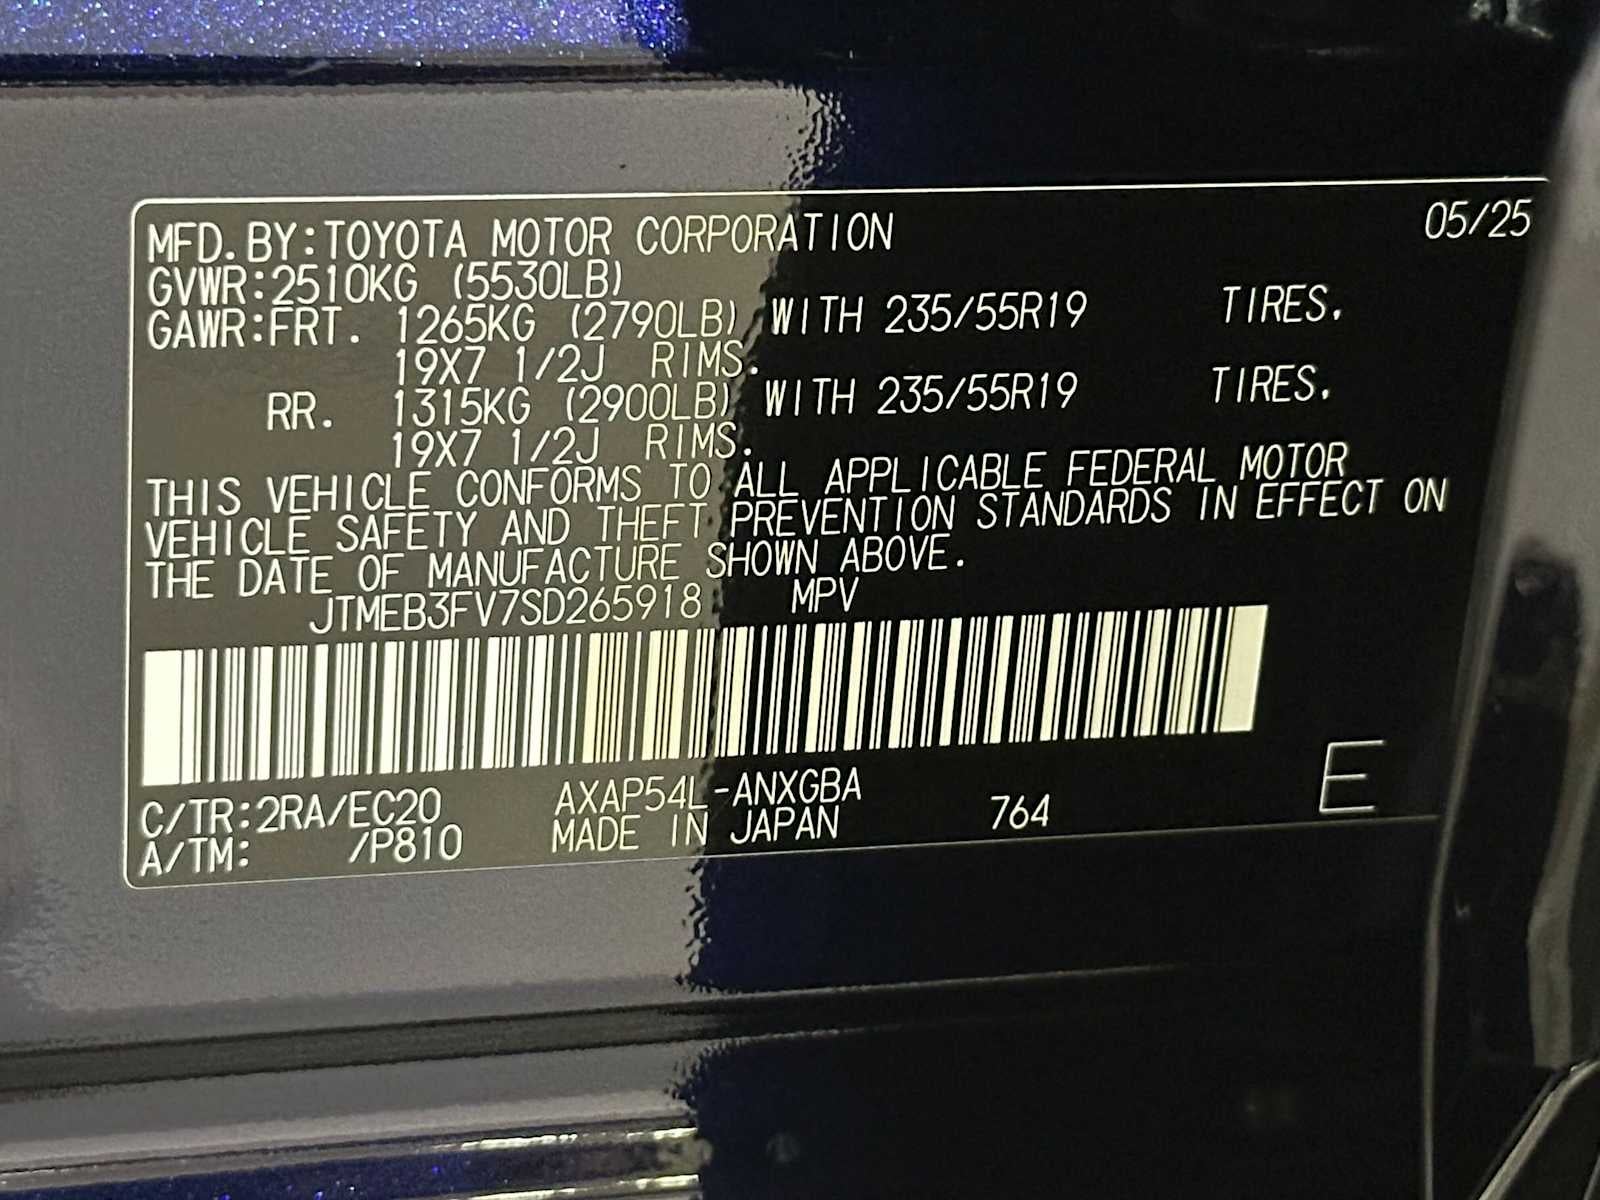 05/25
MFD.BY:TOYOTA MOTOR CORPORATION
GVWR:2510KG (5530LB)
GAWR:FRT. 1265KG (2790LB) WITH 235/55R19 TIRES.
19X7 1/2J RIMS.
RR. 1315KG (2900LB) WITH 235/55R19 TIRES.
19X7 1/2J RIMS.
THIS VEHICLE CONFORMS TO ALL APPLICABLE FEDERAL MOTOR
VEHICLE SAFETY AND THEFT PREVENTION STANDARDS IN EFFECT ON
THE DATE OF MANUFACTURE SHOWN ABOVE.
JTMEB3FV7SD265918 MPV
C/TR:2RA/EC20 AXAP54L-ANXGBA
A/TM: /P810 MADE IN JAPAN 764 E